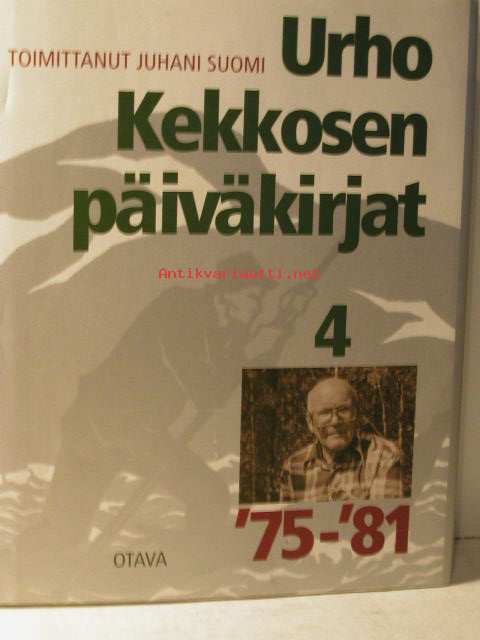 TOIMITTANUT JUHANI SUOMI Urho
Kekkosen
päiväkirjat
Antikvariaatti.net
4
'75-'81
OTAVA